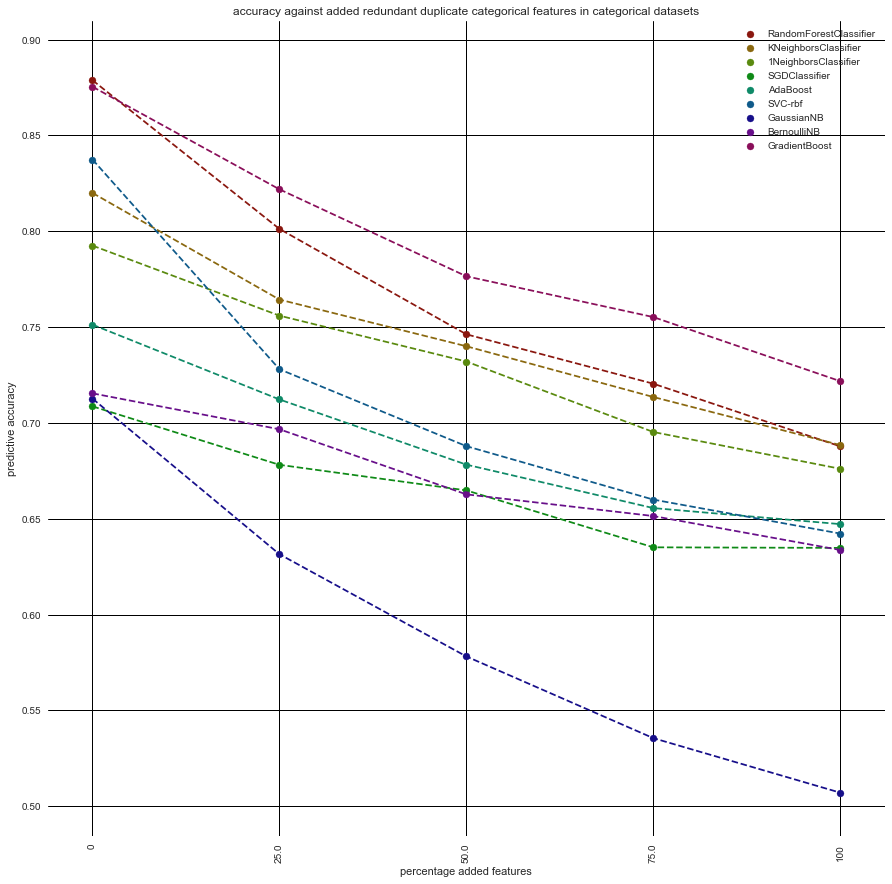 accuracy against added redundant duplicate categorical features in categorical datasets
RandomForestClassifier
KNeighborsClassifier
1NeighborsClassifier
SGDClassifier
AdaBoost
SVC-rbf
GaussianNB
BernoulliNB
GradientBoost
0.90
0.85
0.80
0.75
0.70
0.65
0.60
0.55
0.50
predictive accuracy
0
25.0
50.0
75.0
100
percentage added features